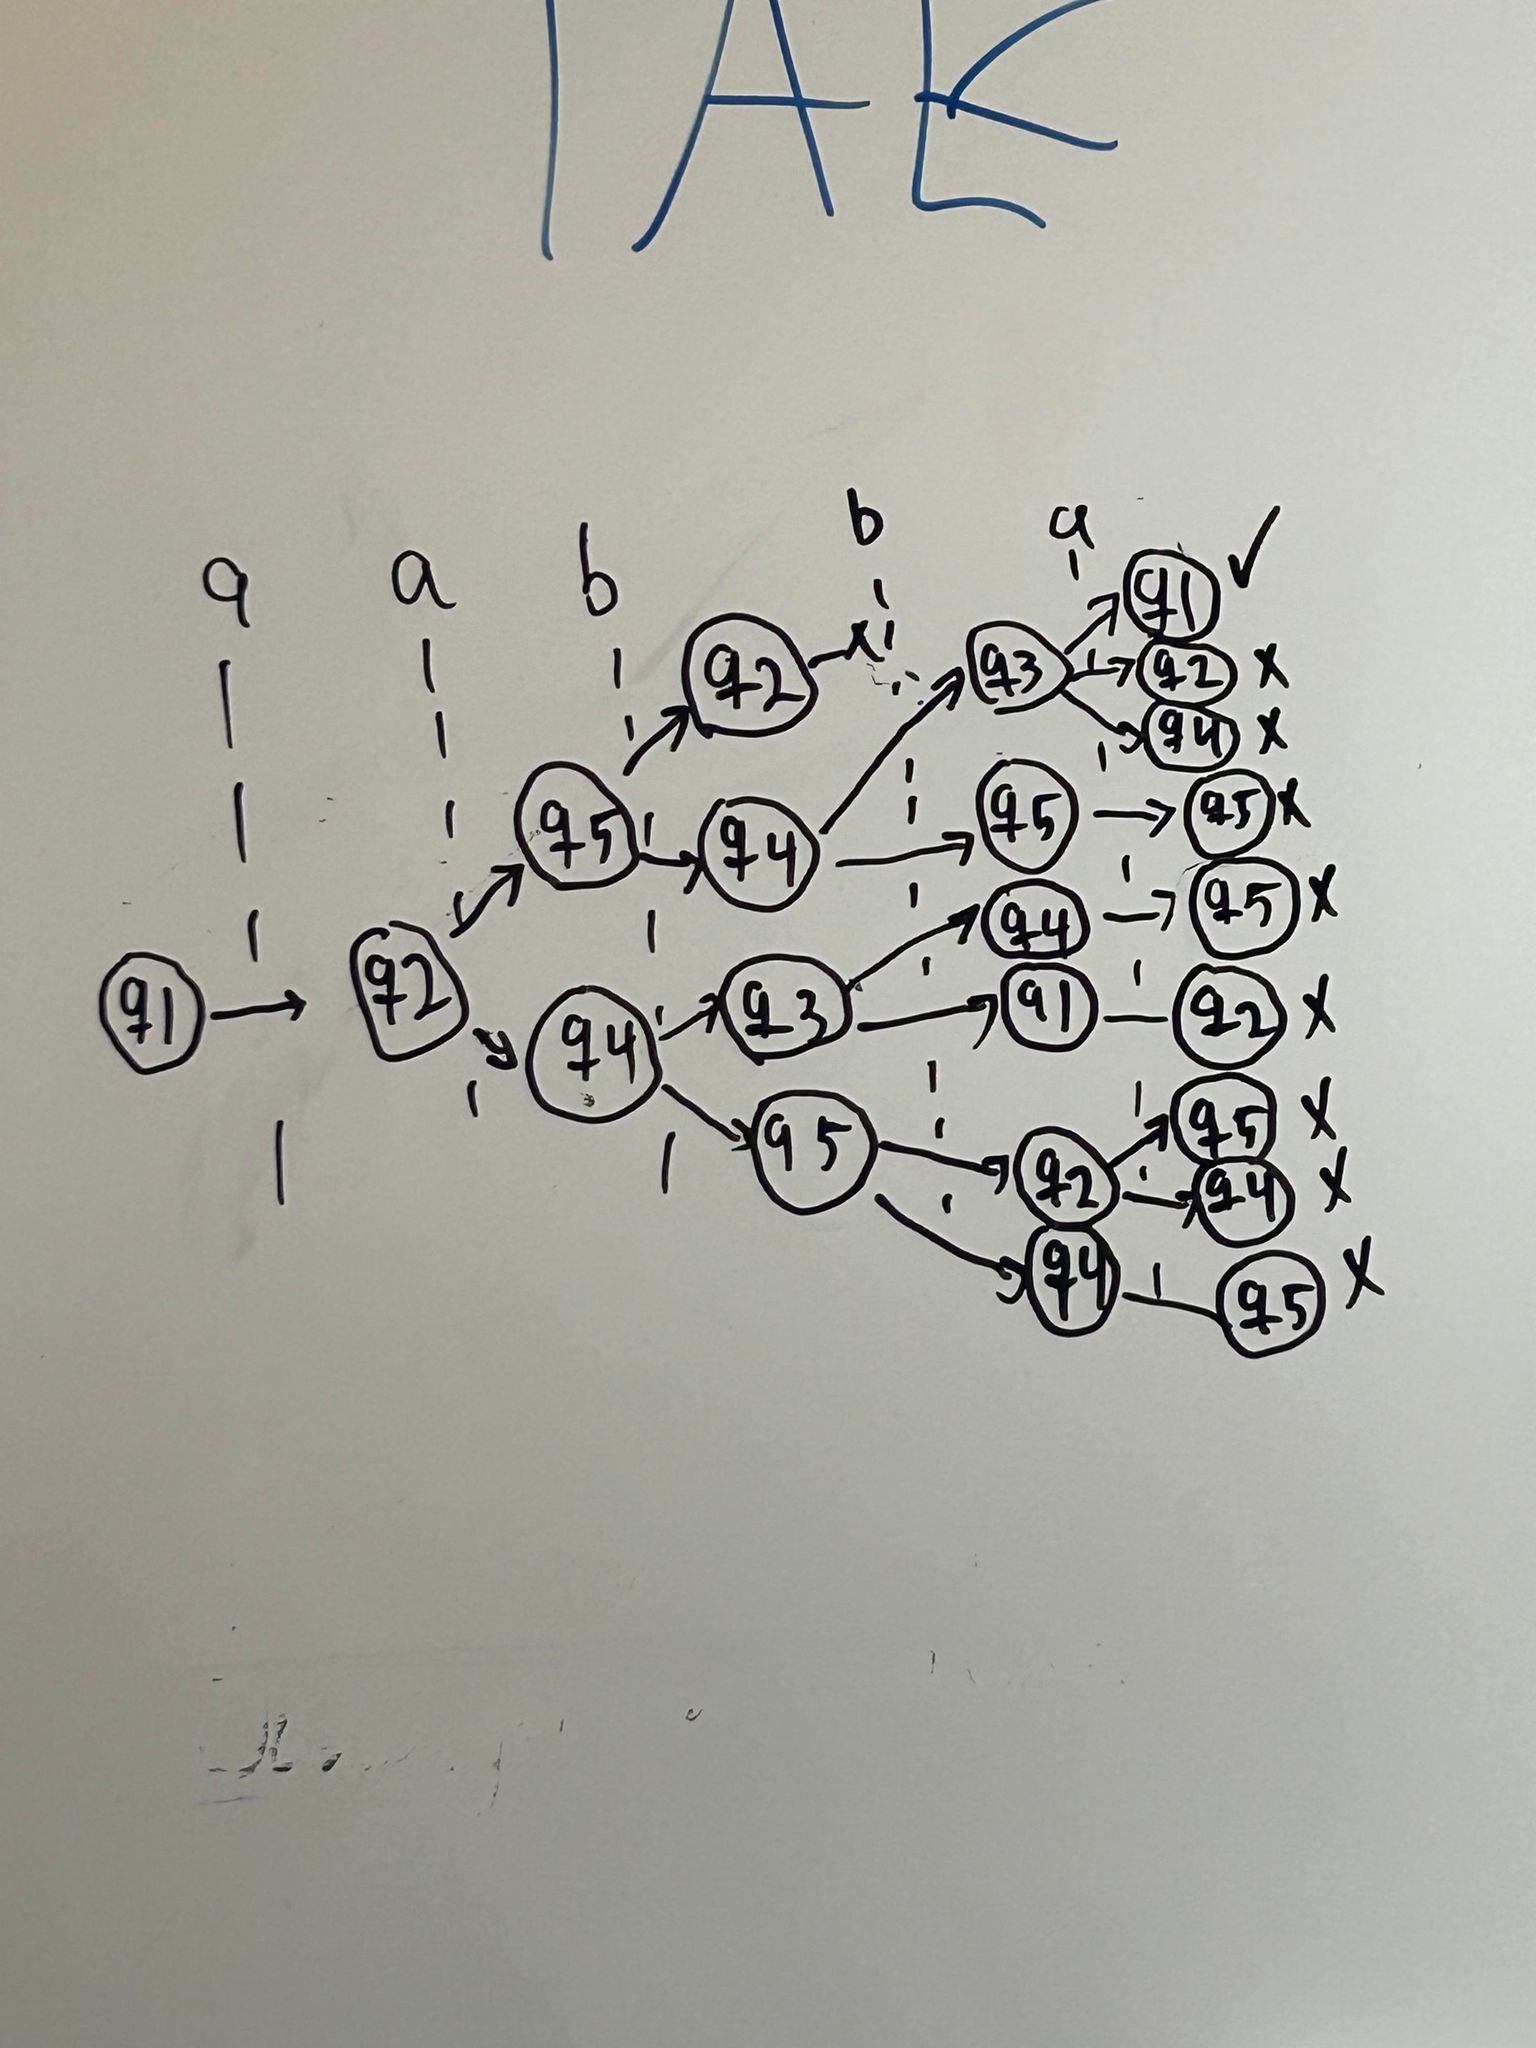 a a b b a
q1 ✓
q2 q3 q2 x
q4 x
q5 q4 q5 q5 x
q4 q5 x
q1 q2 q3 q1 q2 x
q4
q5 x
q5 q2 q4 x
q4 q5 x